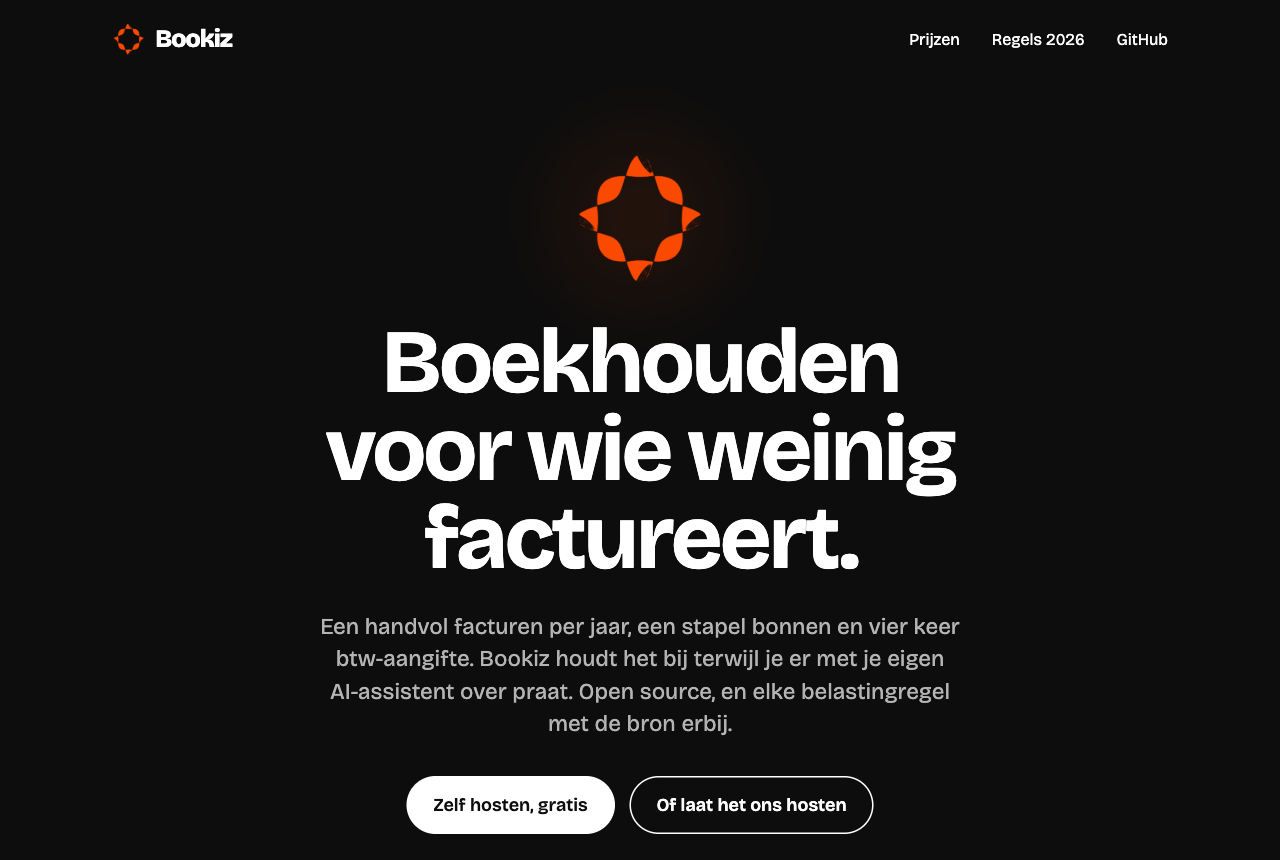 Bookiz
Prijzen
Regels 2026
GitHub
Boekhouden
voor wie weinig
factureert.
Een handvol facturen per jaar, een stapel bonnen en vier keer
btw-aangifte. Bookiz houdt het bij terwijl je er met je eigen
AI-assistent over praat. Open source, en elke belastingregel
met de bron erbij.
Zelf hosten, gratis
Of laat het ons hosten